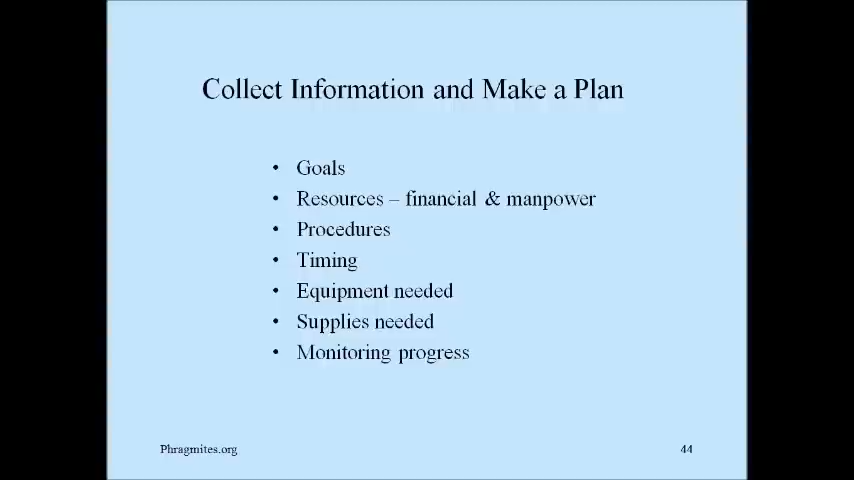 Collect Information and Make a Plan
• Goals
• Resources – financial & manpower
• Procedures
• Timing
• Equipment needed
• Supplies needed
• Monitoring progress
Phragmites.org
44